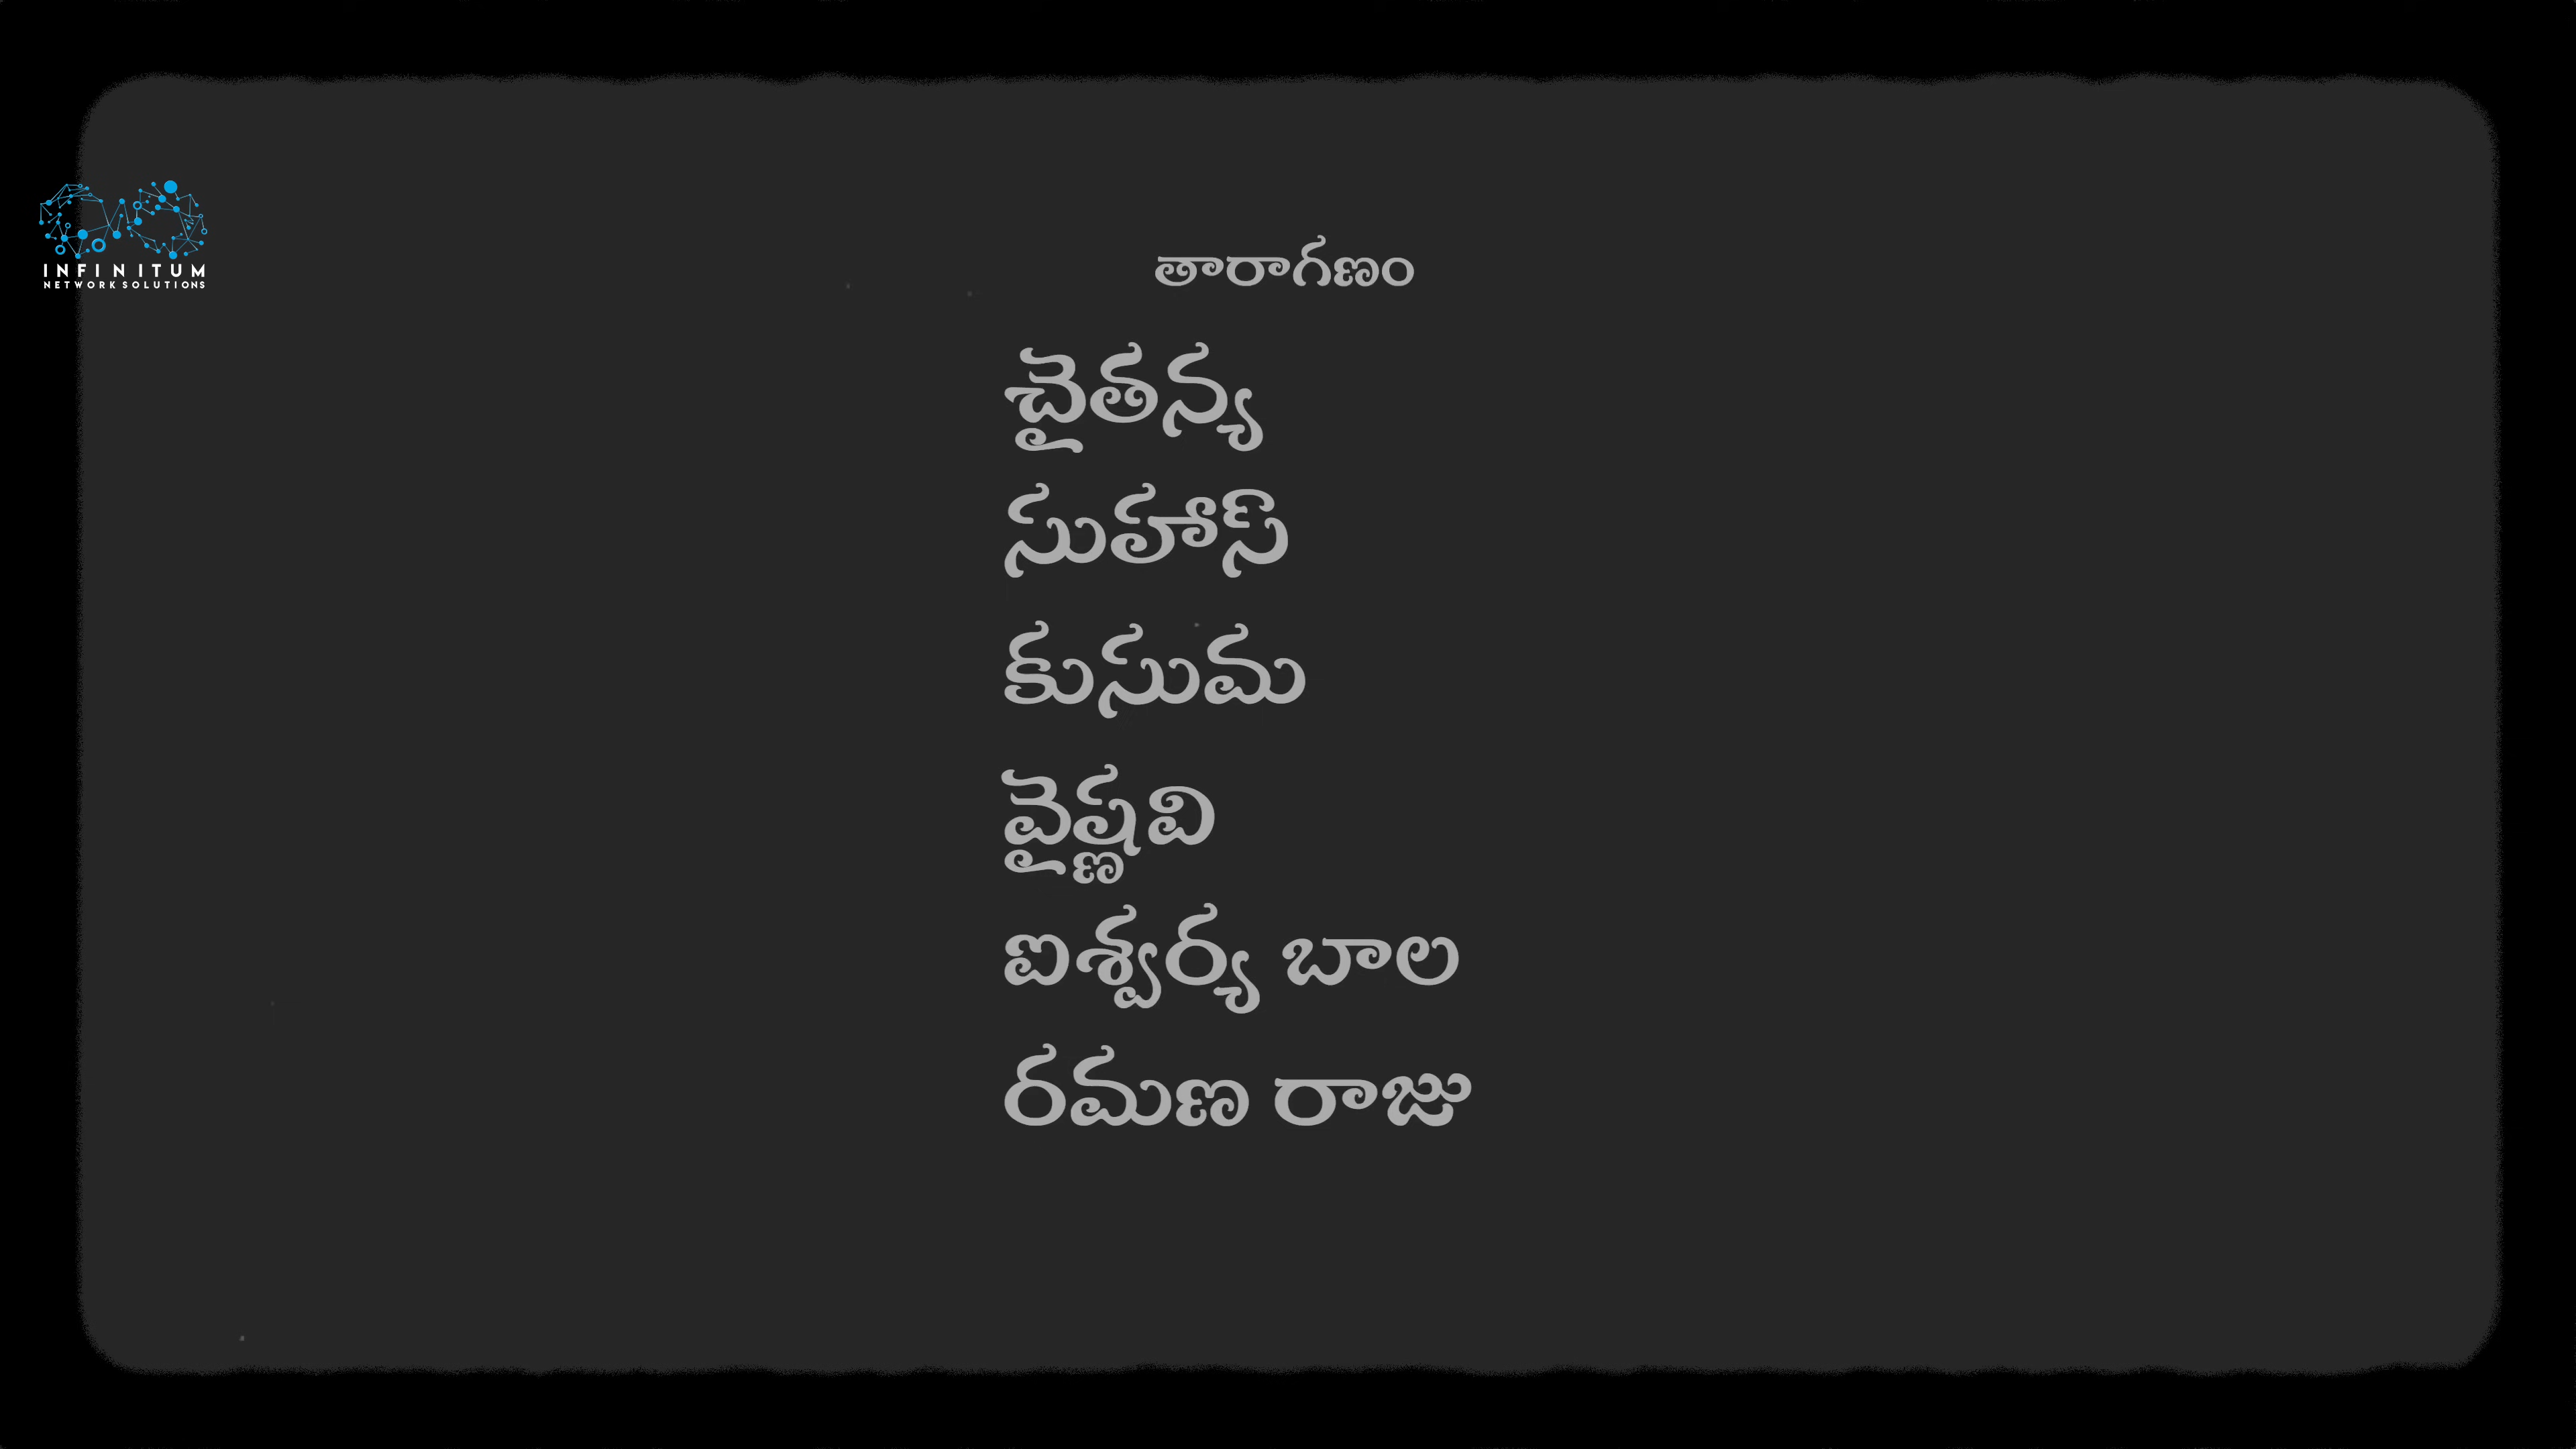 INFINITUM
NETWORK SOLUTIONS
తారాగణం
చైతన్య
సుహాస్
కుసుమ
వైష్ణవి
ఐశ్వర్య బాల
రమణ రాజు